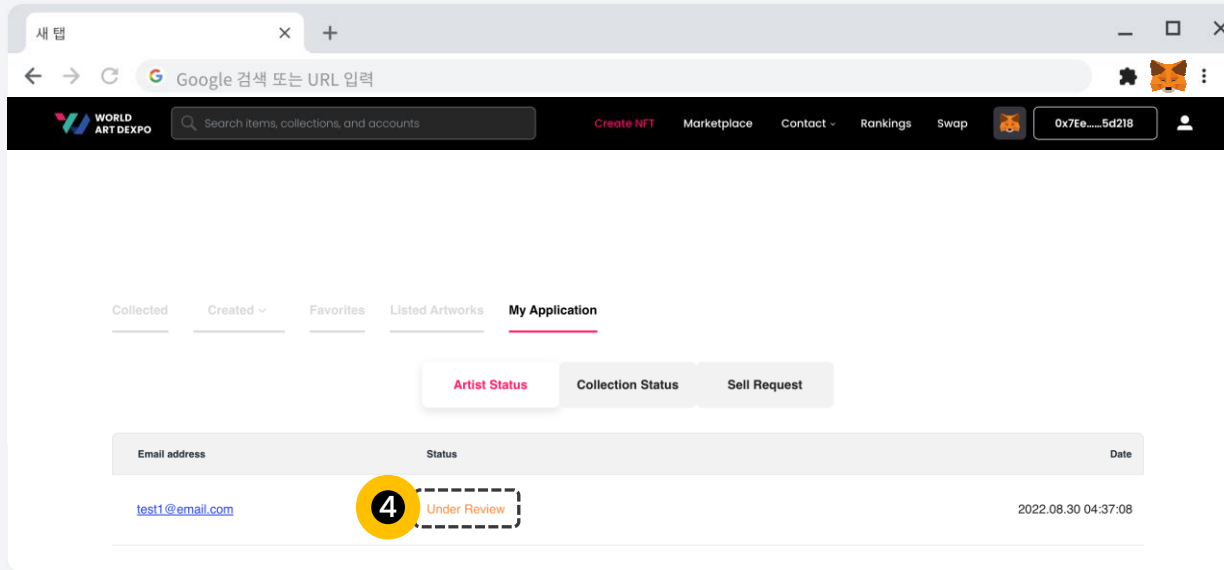 새 탭
Google 검색 또는 URL 입력
WORLD
ART DEXPO
Search items, collections, and accounts
Create NFT
Marketplace
Contact
Rankings
Swap
0x7Ee......5d218
Collected
Created
Favorites
Listed Artworks
My Application
Artist Status
Collection Status
Sell Request
Email address
Status
Date
test1@email.com
4
Under Review
2022.08.30 04:37:08